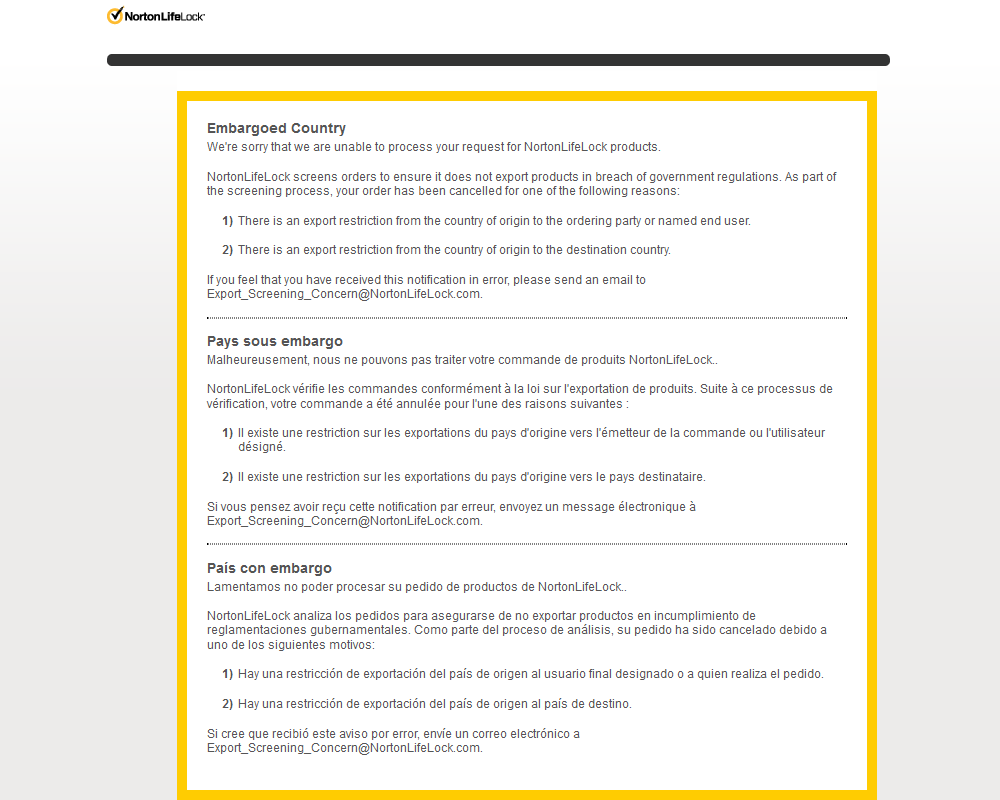 NortonLifeLock
Embargoed Country
We're sorry that we are unable to process your request for NortonLifeLock products.
NortonLifeLock screens orders to ensure it does not export products in breach of government regulations. As part of
the screening process, your order has been cancelled for one of the following reasons:
1) There is an export restriction from the country of origin to the ordering party or named end user.
2) There is an export restriction from the country of origin to the destination country.
If you feel that you have received this notification in error, please send an email to
Export_Screening_Concern@NortonLifeLock.com.
Pays sous embargo
Malheureusement, nous ne pouvons pas traiter votre commande de produits NortonLifeLock..
NortonLifeLock vérifie les commandes conformément à la loi sur l'exportation de produits. Suite à ce processus de
vérification, votre commande a été annulée pour l'une des raisons suivantes :
1) Il existe une restriction sur les exportations du pays d'origine vers l'émetteur de la commande ou l'utilisateur
désigné.
2) Il existe une restriction sur les exportations du pays d'origine vers le pays destinataire.
Si vous pensez avoir reçu cette notification par erreur, envoyez un message électronique à
Export_Screening_Concern@NortonLifeLock.com.
País con embargo
Lamentamos no poder procesar su pedido de productos de NortonLifeLock..
NortonLifeLock analiza los pedidos para asegurarse de no exportar productos en incumplimiento de
reglamentaciones gubernamentales. Como parte del proceso de análisis, su pedido ha sido cancelado debido a
uno de los siguientes motivos:
1) Hay una restricción de exportación del país de origen al usuario final designado o a quien realiza el pedido.
2) Hay una restricción de exportación del país de origen al país de destino.
Si cree que recibió este aviso por error, envíe un correo electrónico a
Export_Screening_Concern@NortonLifeLock.com.